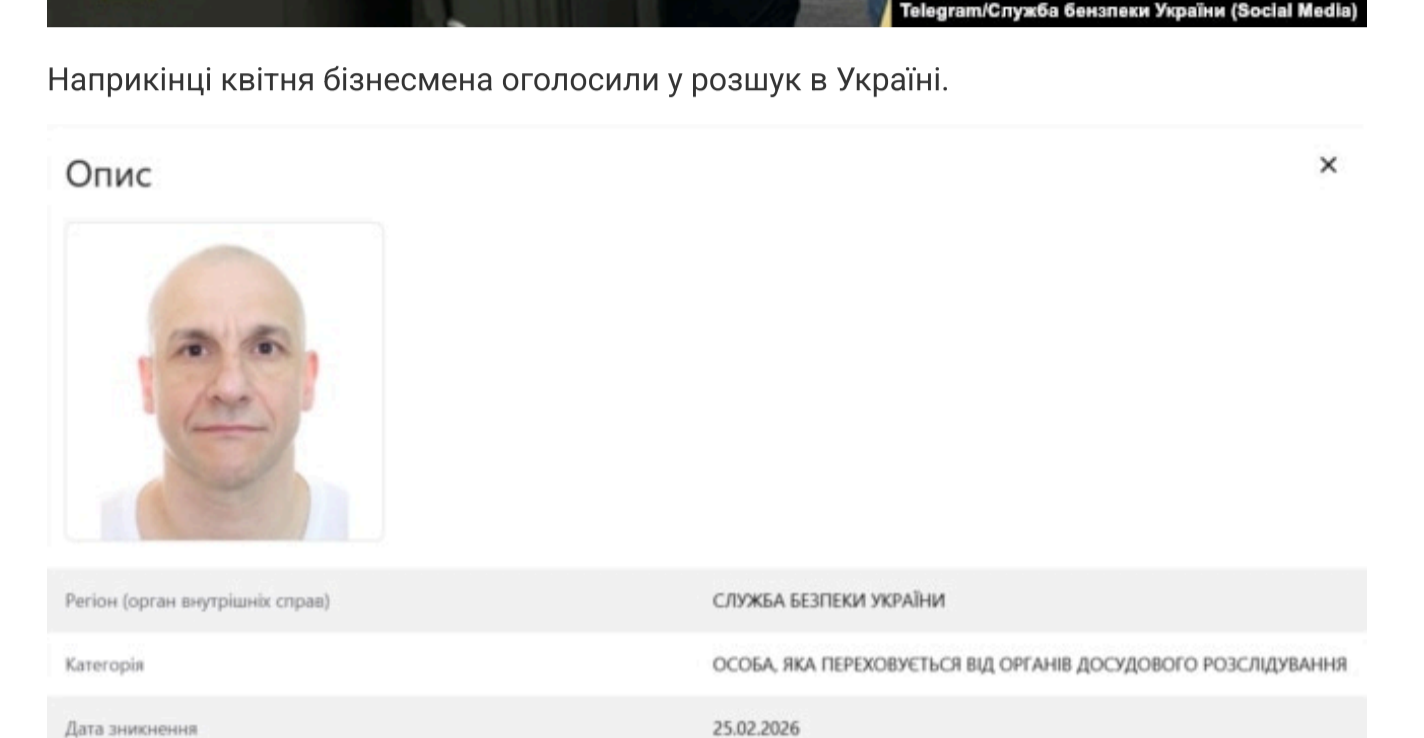 Telegram/Служба бензпеки України (Social Media)
Наприкінці квітня бізнесмена оголосили у розшук в Україні.
Опис
×
Регіон (орган внутрішніх справ) СЛУЖБА БЕЗПЕКИ УКРАЇНИ
Категорія ОСОБА, ЯКА ПЕРЕХОВУЄТЬСЯ ВІД ОРГАНІВ ДОСУДОВОГО РОЗСЛІДУВАННЯ
Дата зникнення 25.02.2026